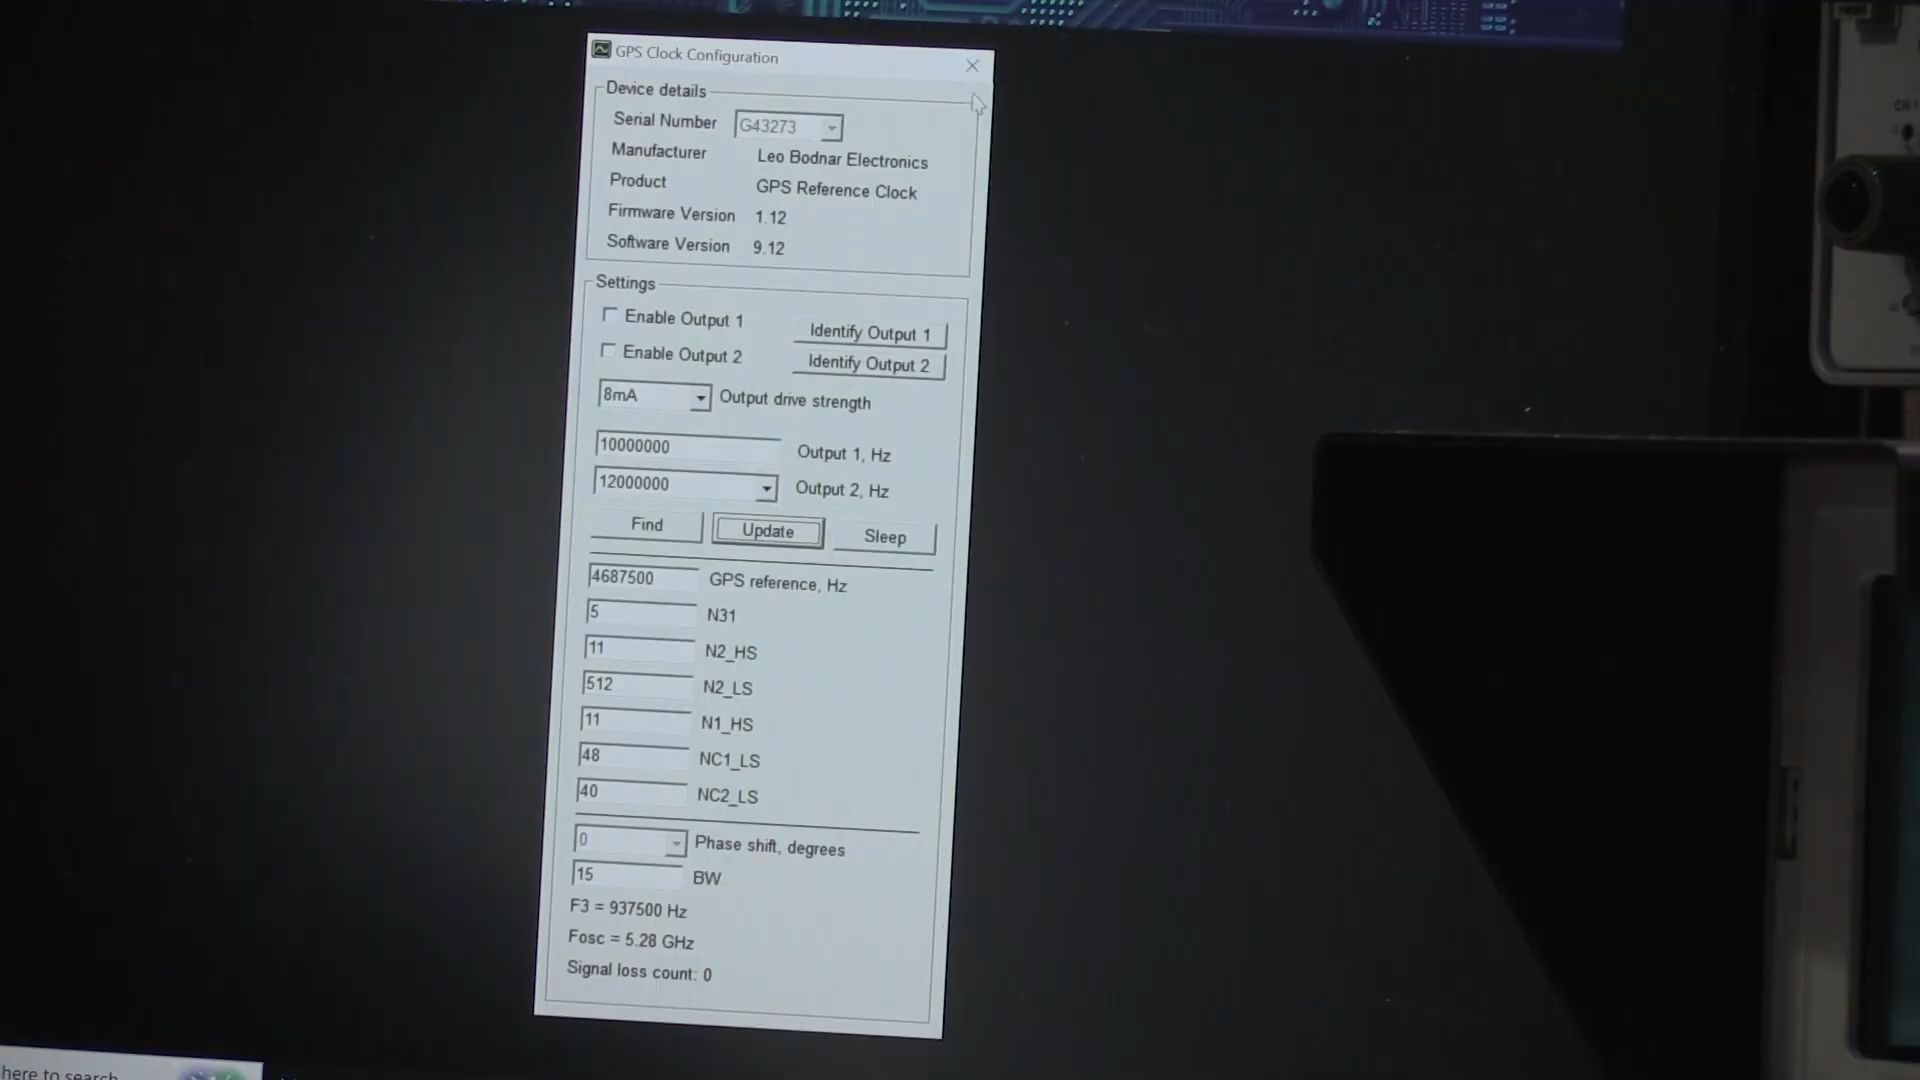 GPS Clock Configuration
Device details
Serial Number G43273
Manufacturer Leo Bodnar Electronics
Product GPS Reference Clock
Firmware Version 1.12
Software Version 9.12
Settings
Enable Output 1 Identify Output 1
Enable Output 2 Identify Output 2
8mA Output drive strength
10000000 Output 1, Hz
12000000 Output 2, Hz
Find Update Sleep
4687500 GPS reference, Hz
5 N31
11 N2_HS
512 N2_LS
11 N1_HS
48 NC1_LS
40 NC2_LS
0 Phase shift, degrees
15 BW
F3 = 937500 Hz
Fosc = 5.28 GHz
Signal loss count: 0
here to search